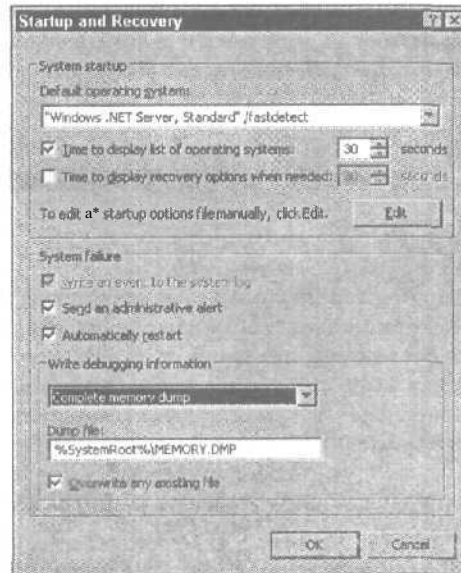 Startup and Recovery
System startup
Default operating system:
"Windows .NET Server, Standard" /fastdetect
Time to display list of operating systems: 30 seconds
Time to display recovery options when needed: 30 seconds
To edit a* startup options file manually, click Edit. Edit
System failure
Write an event to the system log
Send an administrative alert
Automatically restart
Write debugging information
Complete memory dump
Dump file:
%SystemRoot%\MEMORY.DMP
Overwrite any existing file
OK Cancel